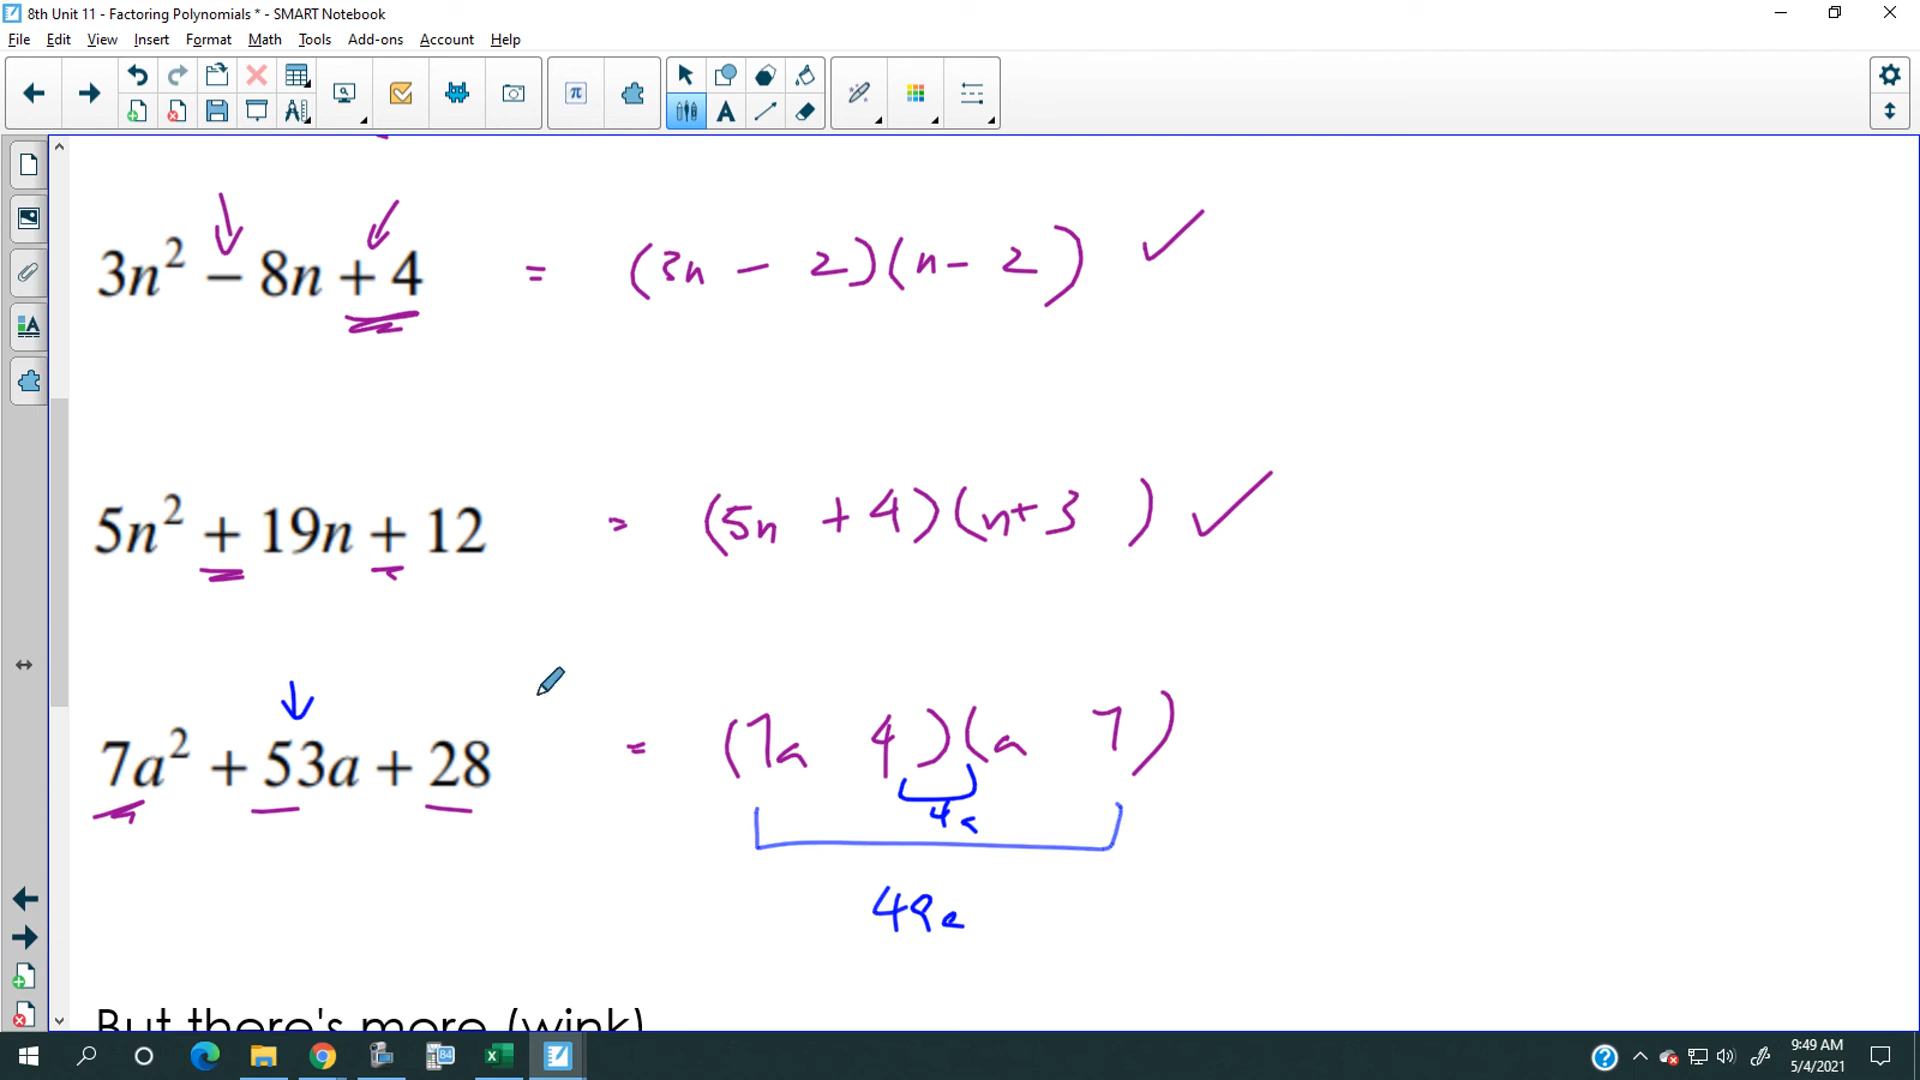 8th Unit 11 - Factoring Polynomials * - SMART Notebook
File Edit View Insert Format Math Tools Add-ons Account Help
3n² − 8n + 4 = (3n − 2)(n − 2) ✓
5n² + 19n + 12 = (5n + 4)(n + 3 ) ✓
7a² + 53a + 28 = (7a 4)(a 7)
4a
49a
But there's more (wink)
84
9:49 AM
5/4/2021